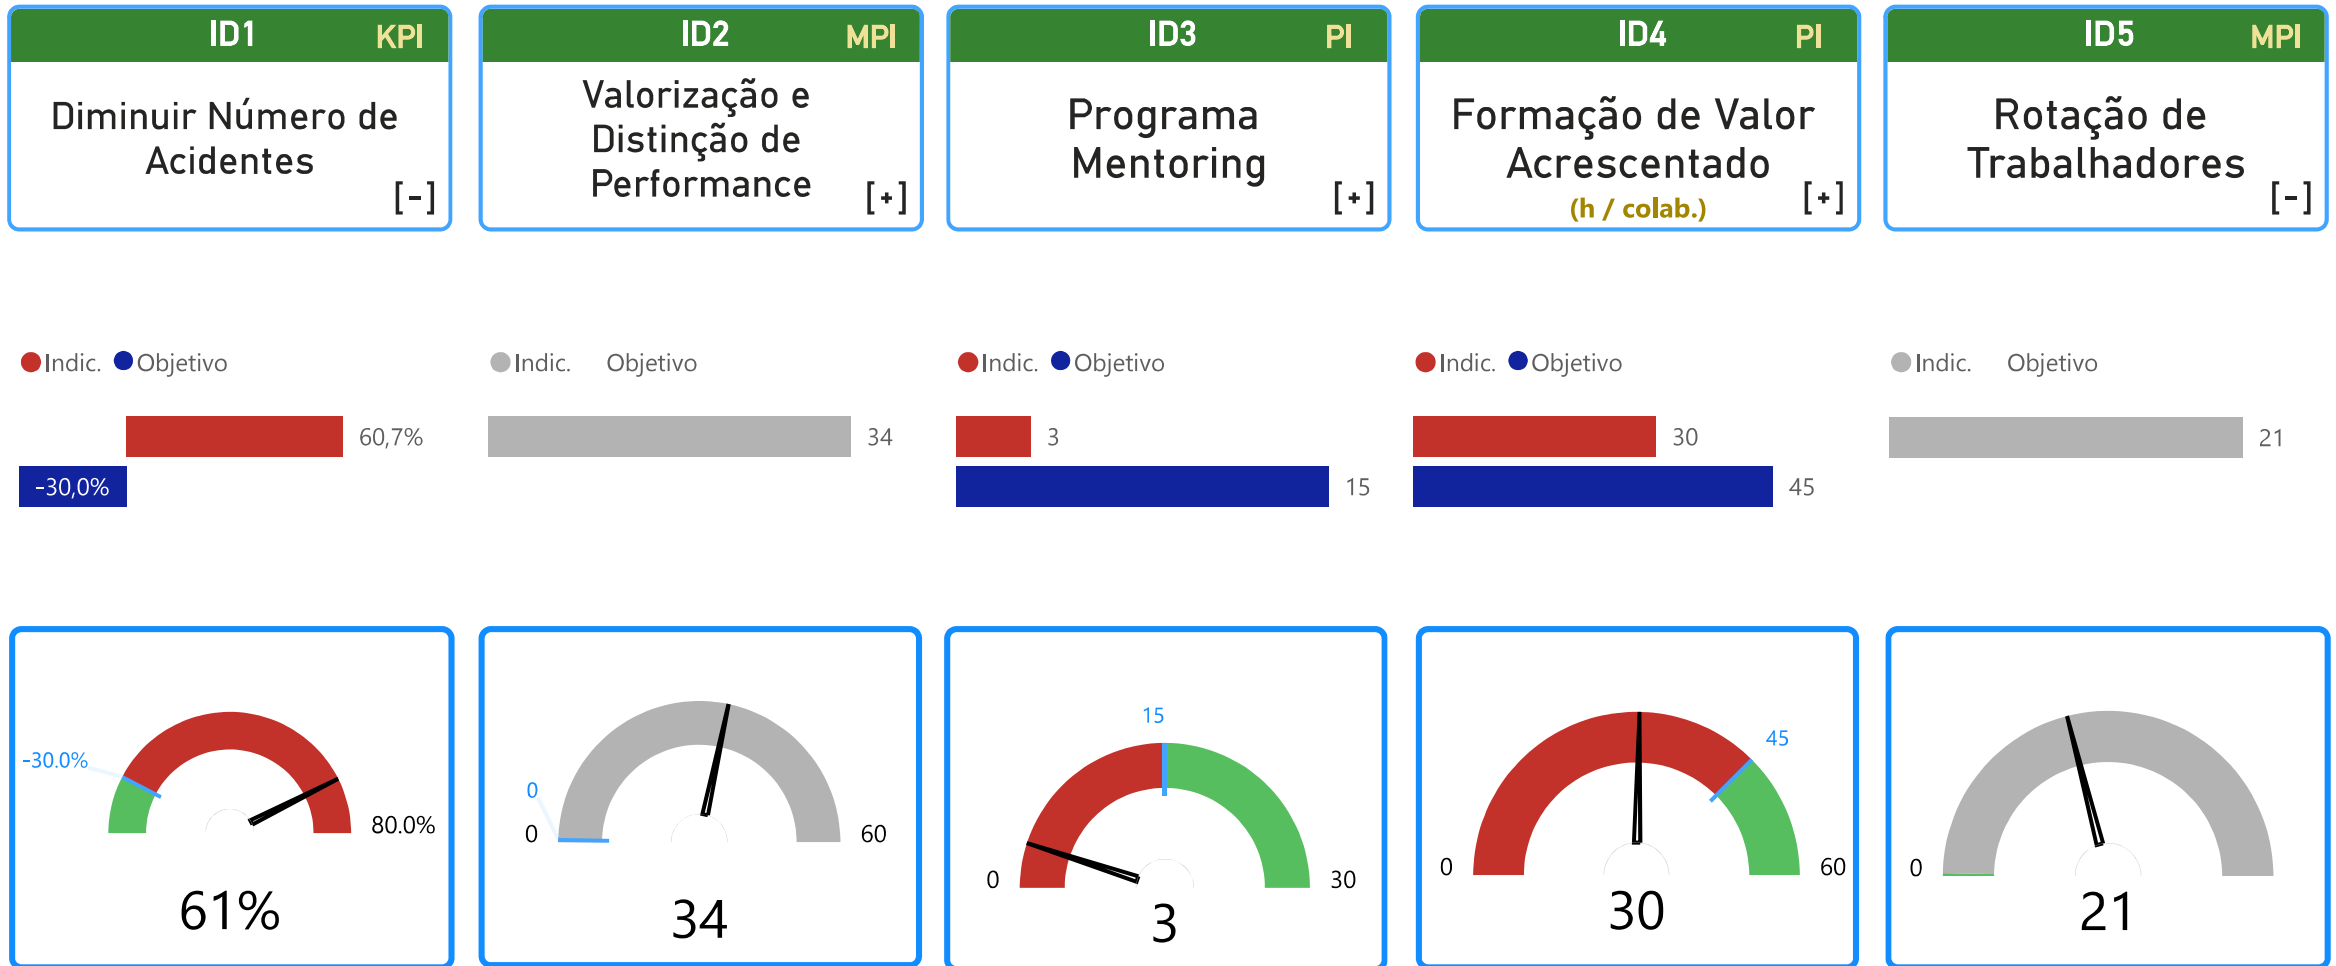 ID1 KPI
Diminuir Número de
Acidentes
[-]
ID2 MPI
Valorização e
Distinção de
Performance
[+]
ID3 PI
Programa
Mentoring
[+]
ID4 PI
Formação de Valor
Acrescentado
(h / colab.)
[+]
ID5 MPI
Rotação de
Trabalhadores
[-]
Indic. Objetivo
60,7%
-30,0%
Indic. Objetivo
34
Indic. Objetivo
3
15
Indic. Objetivo
30
45
Indic. Objetivo
21
-30.0%
80.0%
61%
0
0
60
34
15
0
30
3
45
0
60
30
0
21